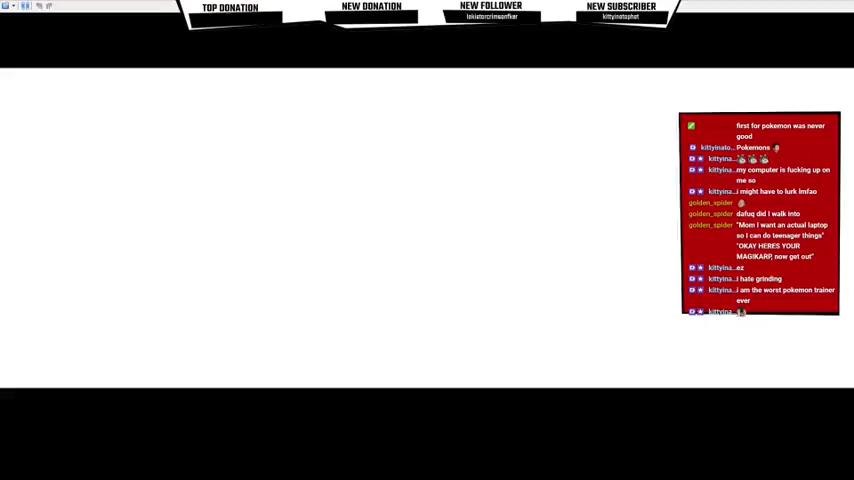 TOP DONATION
NEW DONATION
NEW FOLLOWER
NEW SUBSCRIBER
kittyinatophat
first for pokemon was never
good
kittyinato... Pokemons
kittyina...
kittyina... my computer is fucking up on
me so
kittyina... i might have to lurk lmfao
golden_spider
golden_spider dafuq did I walk into
golden_spider "Mom I want an actual laptop
so I can do teenager things"
"OKAY HERES YOUR
MAGIKARP, now get out"
kittyina... ez
kittyina... i hate grinding
kittyina... i am the worst pokemon trainer
ever
kittyina...